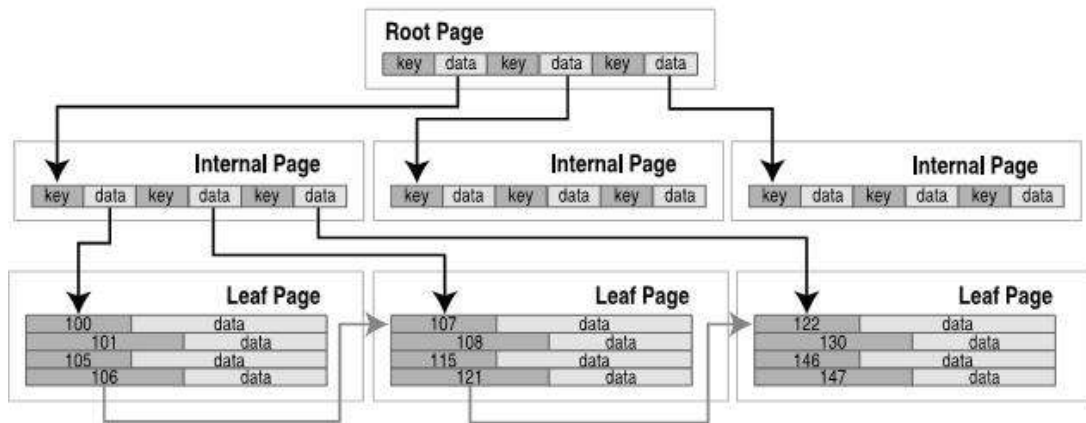 Root Page
key data key data key data
Internal Page
key data key data key data
Internal Page
key data key data key data
Internal Page
key data key data key data
Leaf Page
100 data
101 data
105 data
106 data
Leaf Page
107 data
108 data
115 data
121 data
Leaf Page
122 data
130 data
146 data
147 data